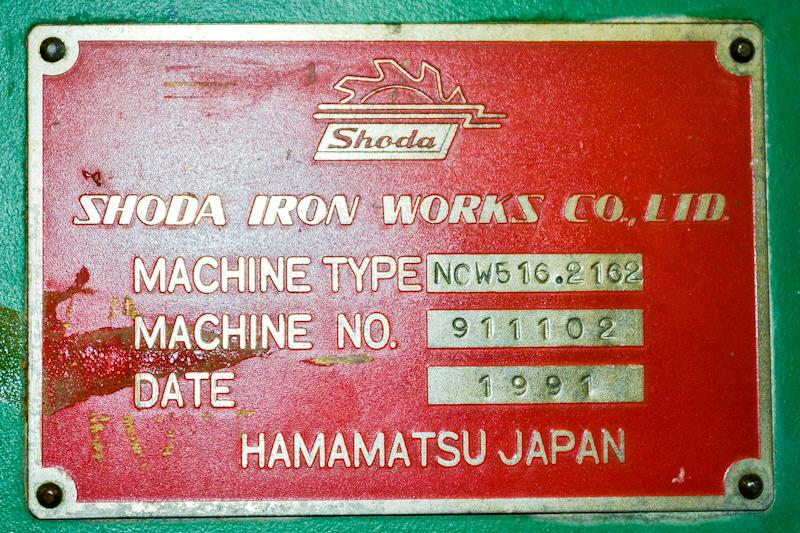 Shoda
SHODA IRON WORKS CO., LTD.
MACHINE TYPE NCW516.2162
MACHINE NO. 911102
DATE 1991
HAMAMATSU JAPAN